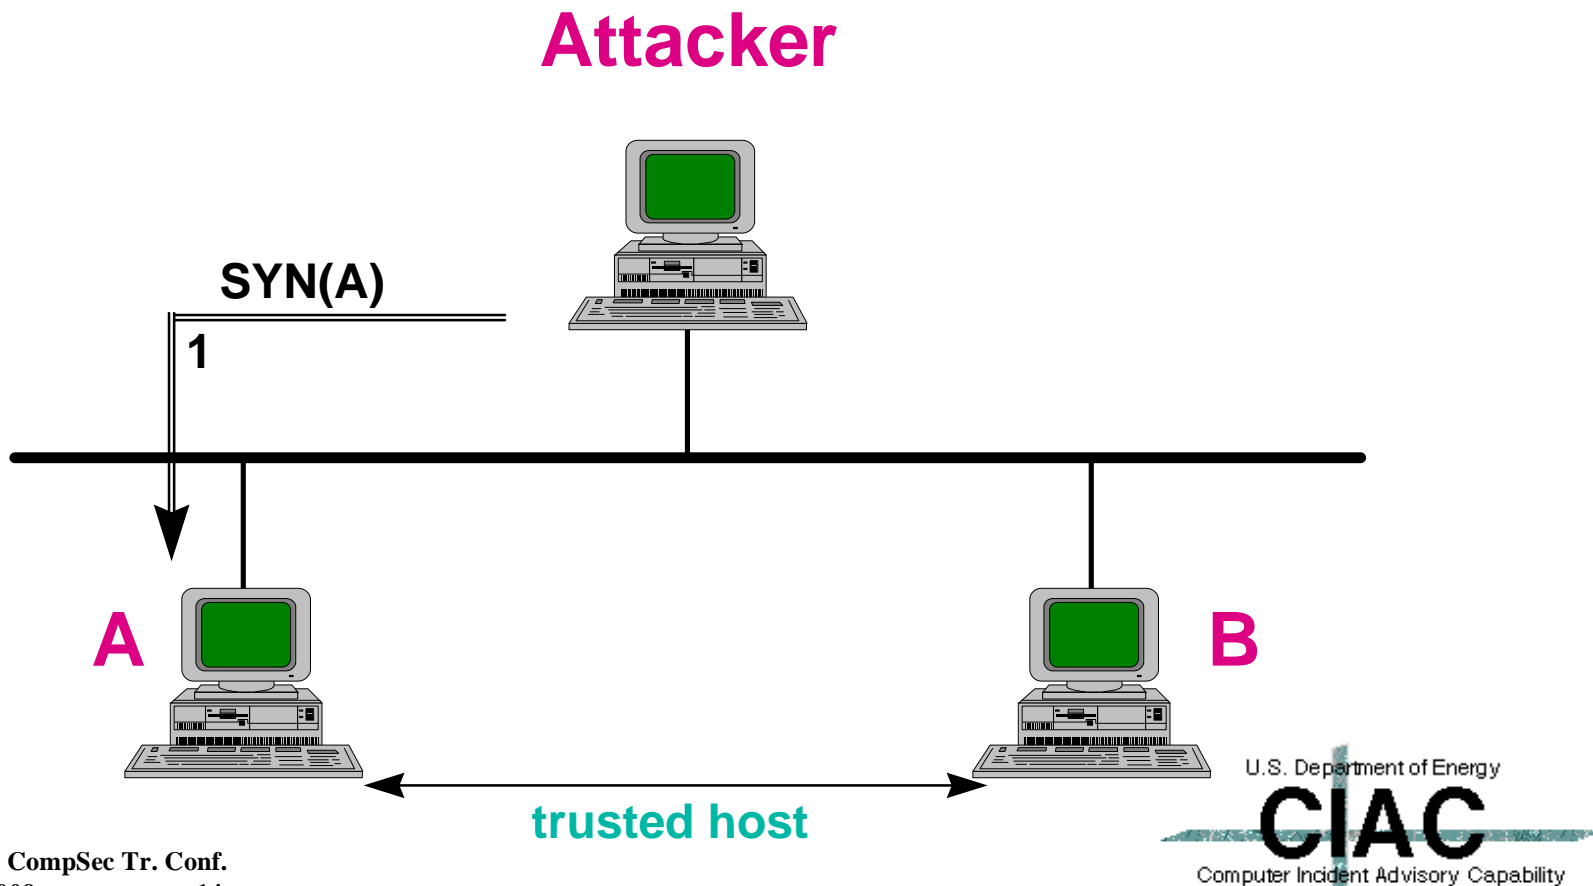 Attacker
SYN(A)
1
A
B
trusted host
U.S. Department of Energy
CIAC
Computer Incident Advisory Capability
CompSec Tr. Conf.